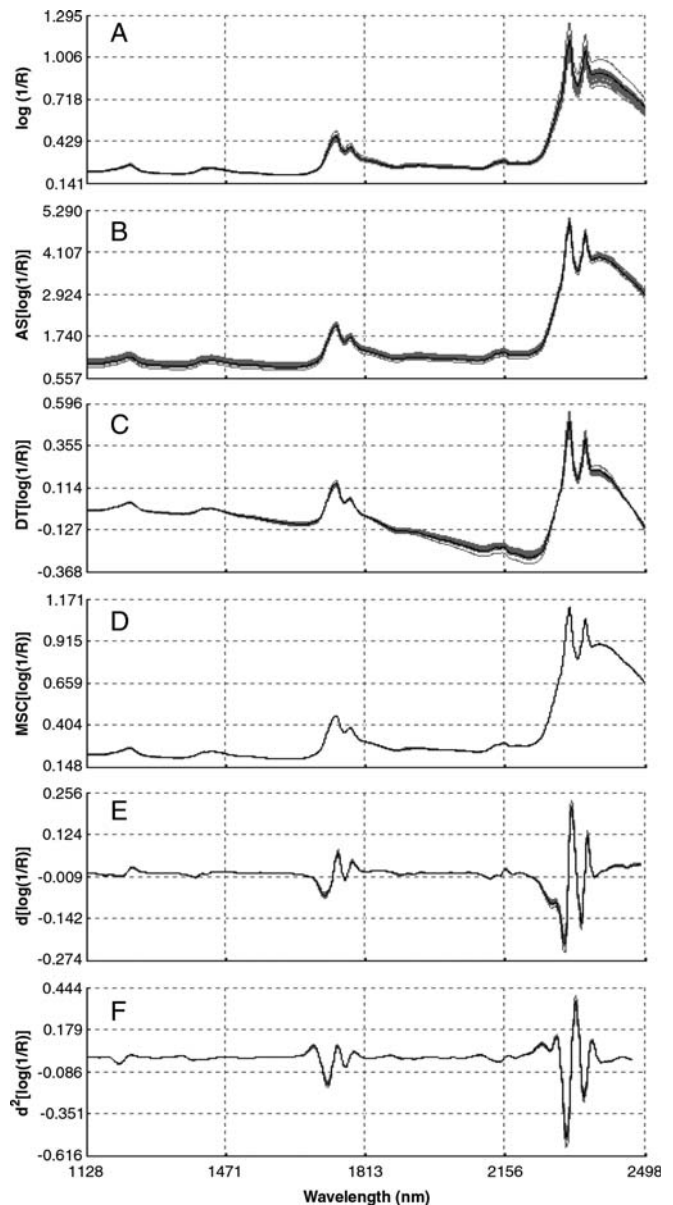 1.295
1.006
0.718
0.429
0.141
log (1/R)
A
5.290
4.107
2.924
1.740
0.557
AS[log(1/R)]
B
0.596
0.355
0.114
-0.127
-0.368
DT[log(1/R)]
C
1.171
0.915
0.659
0.404
0.148
MSC[log(1/R)]
D
0.256
0.124
-0.009
-0.142
-0.274
d[log(1/R)]
E
0.444
0.179
-0.086
-0.351
-0.616
d²[log(1/R)]
F
1128 1471 1813 2156 2498
Wavelength (nm)